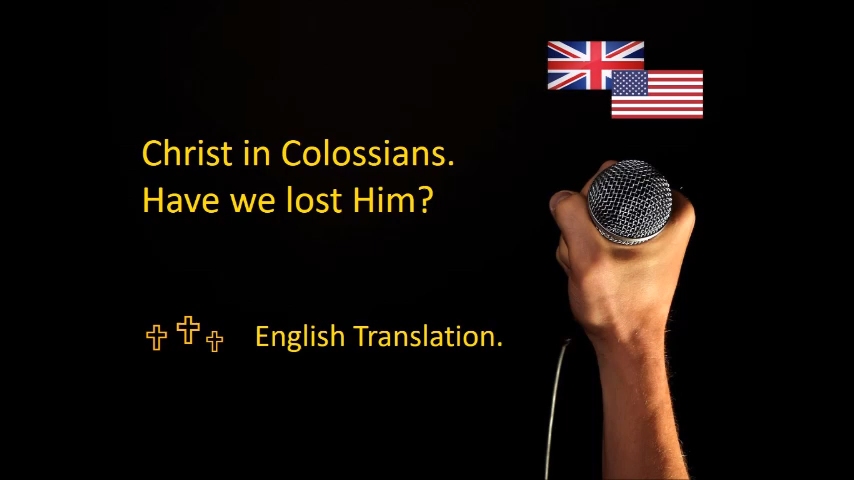 Christ in Colossians.
Have we lost Him?
English Translation.